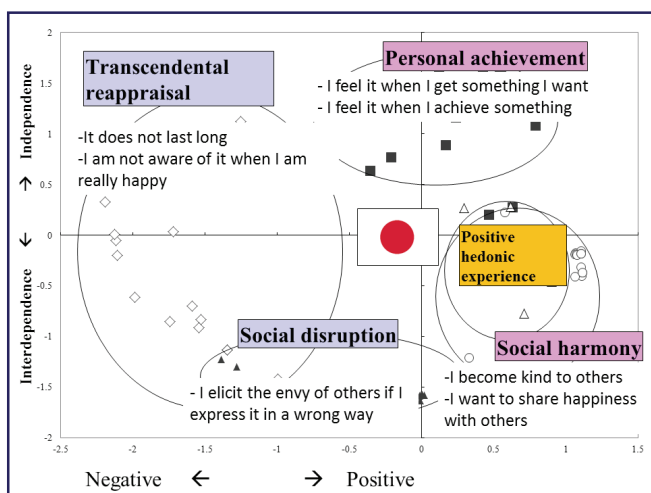 Transcendental
reappraisal
-It does not last long
-I am not aware of it when I am
really happy
Personal achievement
- I feel it when I get something I want
- I feel it when I achieve something
Positive
hedonic
experience
Social disruption
- I elicit the envy of others if I
express it in a wrong way
Social harmony
-I become kind to others
-I want to share happiness
with others
Interdependence ← → Independence
2
1.5
1
0.5
0
-0.5
-1
-1.5
-2
-2.5
-2
-1.5
-1
-0.5
0
0.5
1
1.5
Negative ← → Positive